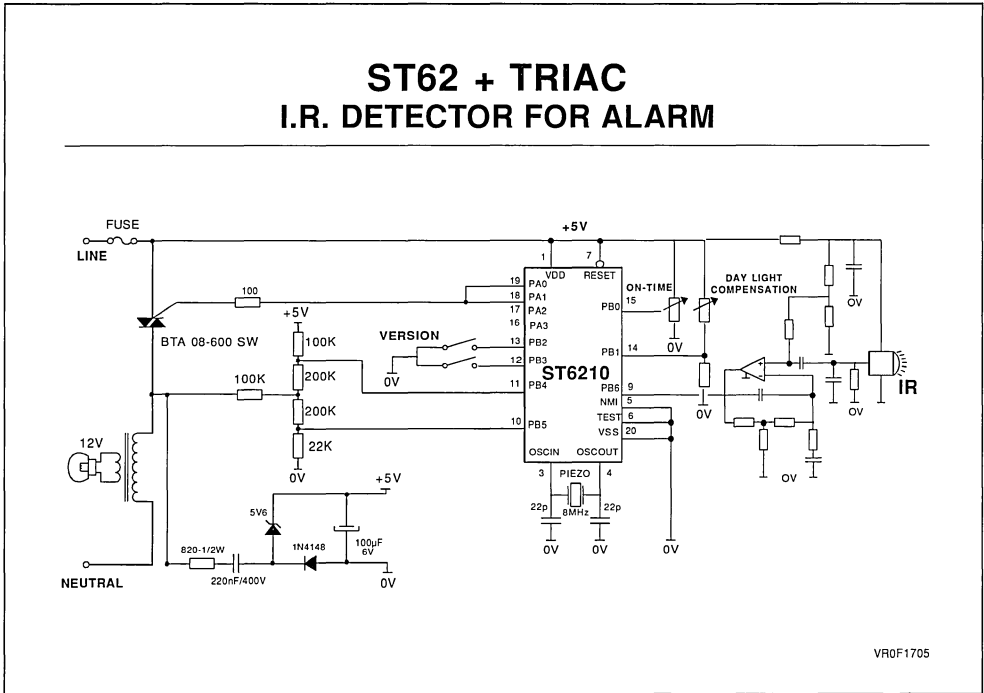 ST62 + TRIAC
I.R. DETECTOR FOR ALARM
FUSE
LINE
+5V
1
7
VDD
RESET
19 PA0
18 PA1
17 PA2
16 PA3
13 PB2
12 PB3
11 PB4
10 PB5
ST6210
ON-TIME
PB0 15
DAY LIGHT
COMPENSATION
PB1 14
PB6 9
NMI 5
TEST 6
VSS 20
OSCIN
OSCOUT
3
4
PIEZO
8MHz
22p
22p
0V
0V
0V
0V
0V
0V
0V
0V
IR
100
BTA 08-600 SW
+5V
100K
200K
100K
200K
22K
0V
VERSION
0V
12V
+5V
5V6
100µF
6V
820-1/2W
1N4148
220nF/400V
0V
NEUTRAL
VR0F1705